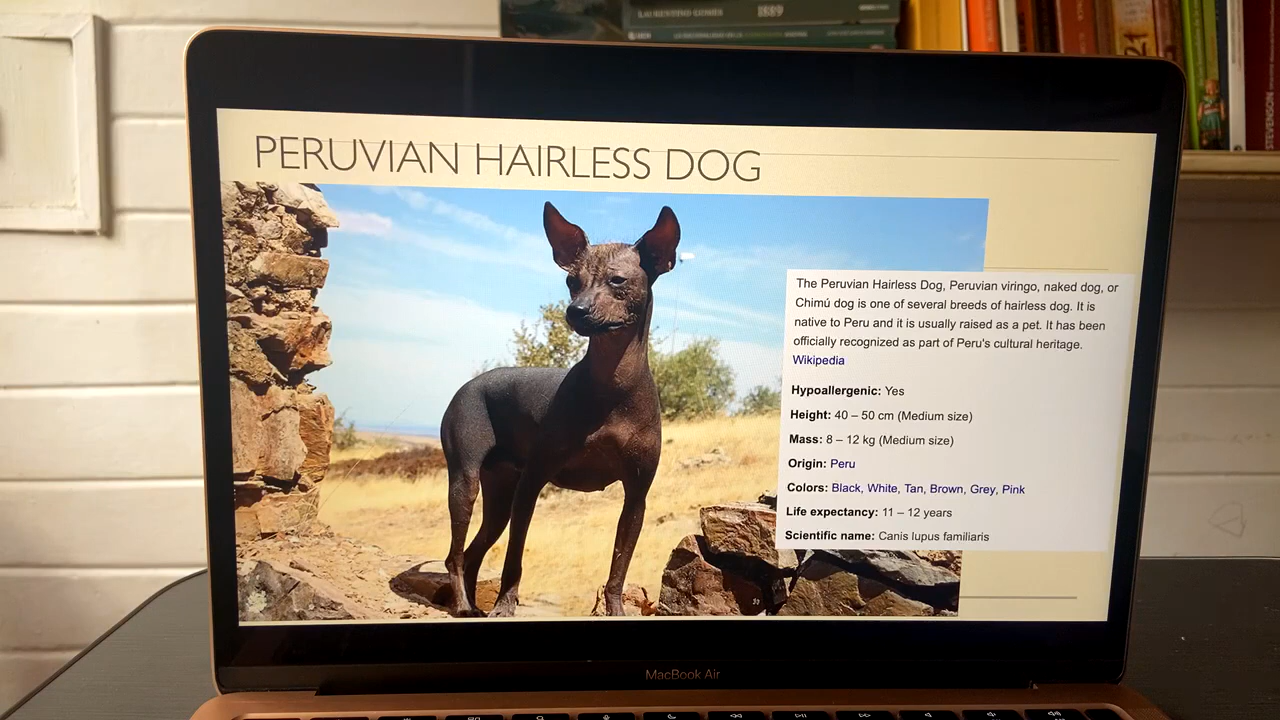 LAURENTINO GOMES 1889
PERUVIAN HAIRLESS DOG
The Peruvian Hairless Dog, Peruvian viringo, naked dog, or
Chimú dog is one of several breeds of hairless dog. It is
native to Peru and it is usually raised as a pet. It has been
officially recognized as part of Peru's cultural heritage.
Wikipedia
Hypoallergenic: Yes
Height: 40 – 50 cm (Medium size)
Mass: 8 – 12 kg (Medium size)
Origin: Peru
Colors: Black, White, Tan, Brown, Grey, Pink
Life expectancy: 11 – 12 years
Scientific name: Canis lupus familiaris
STEVENSON
MacBook Air